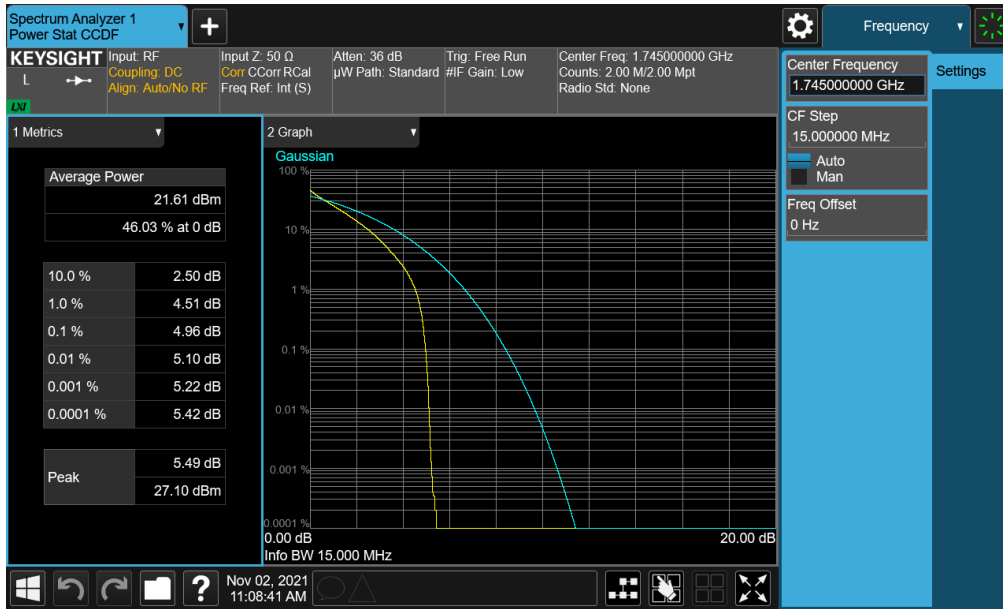 Spectrum Analyzer 1
Power Stat CCDF
+
Frequency
KEYSIGHT
L
LXI
Input: RF
Coupling: DC
Align: Auto/No RF
Input Z: 50 Ω
Corr CCorr RCal
Freq Ref: Int (S)
Atten: 36 dB
µW Path: Standard
Trig: Free Run
#IF Gain: Low
Center Freq: 1.745000000 GHz
Counts: 2.00 M/2.00 Mpt
Radio Std: None
Center Frequency
1.745000000 GHz
Settings
CF Step
15.000000 MHz
Auto
Man
Freq Offset
0 Hz
1 Metrics
Average Power
21.61 dBm
46.03 % at 0 dB
10.0 % 2.50 dB
1.0 % 4.51 dB
0.1 % 4.96 dB
0.01 % 5.10 dB
0.001 % 5.22 dB
0.0001 % 5.42 dB
Peak
5.49 dB
27.10 dBm
2 Graph
Gaussian
100 %
10 %
1 %
0.1 %
0.01 %
0.001 %
0.0001 %
0.00 dB 20.00 dB
Info BW 15.000 MHz
?
Nov 02, 2021
11:08:41 AM